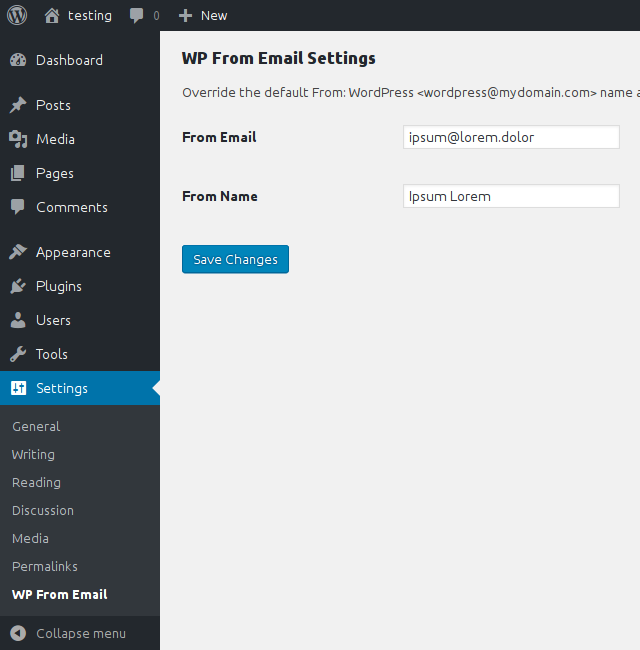 testing 0 New
Dashboard
Posts
Media
Pages
Comments
Appearance
Plugins
Users
Tools
Settings
General
Writing
Reading
Discussion
Media
Permalinks
WP From Email
Collapse menu
WP From Email Settings
Override the default From: WordPress <wordpress@mydomain.com> name a
From Email ipsum@lorem.dolor
From Name Ipsum Lorem
Save Changes